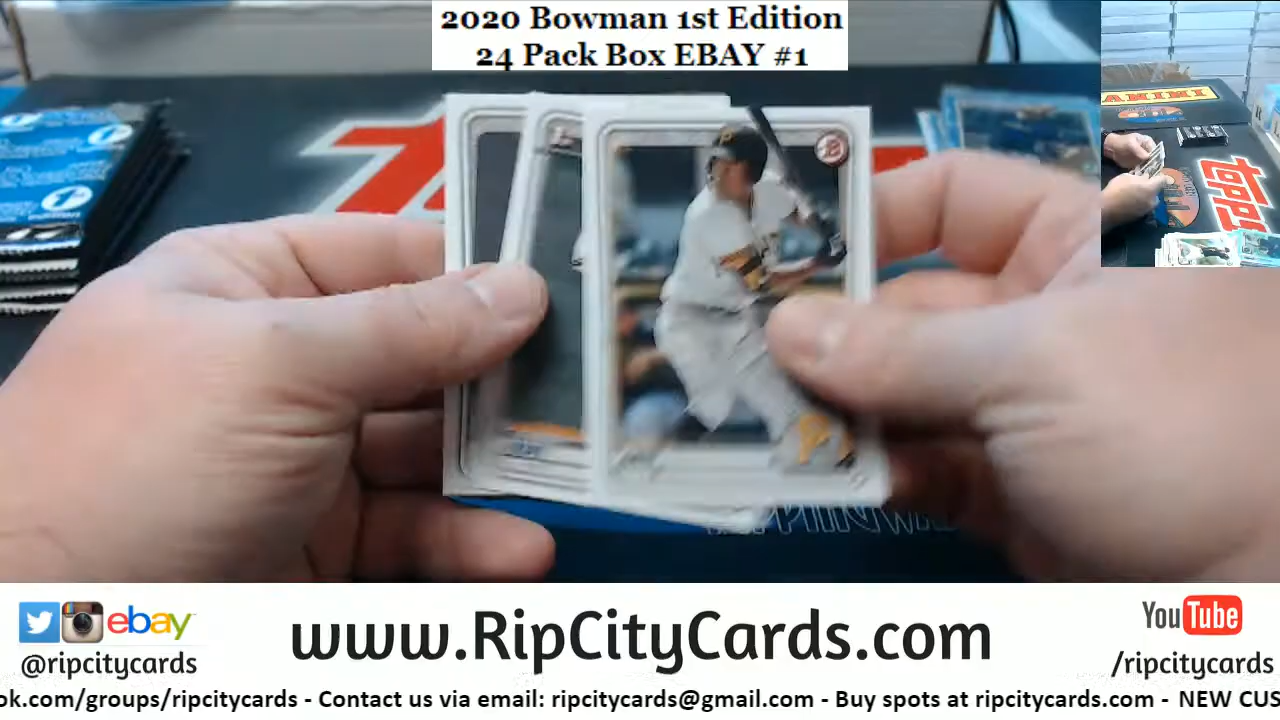 2020 Bowman 1st Edition
24 Pack Box EBAY #1
PANINI
TOPPS
ebay
@ripcitycards
www.RipCityCards.com
YouTube
/ripcitycards
ok.com/groups/ripcitycards - Contact us via email: ripcitycards@gmail.com - Buy spots at ripcitycards.com - NEW CUS